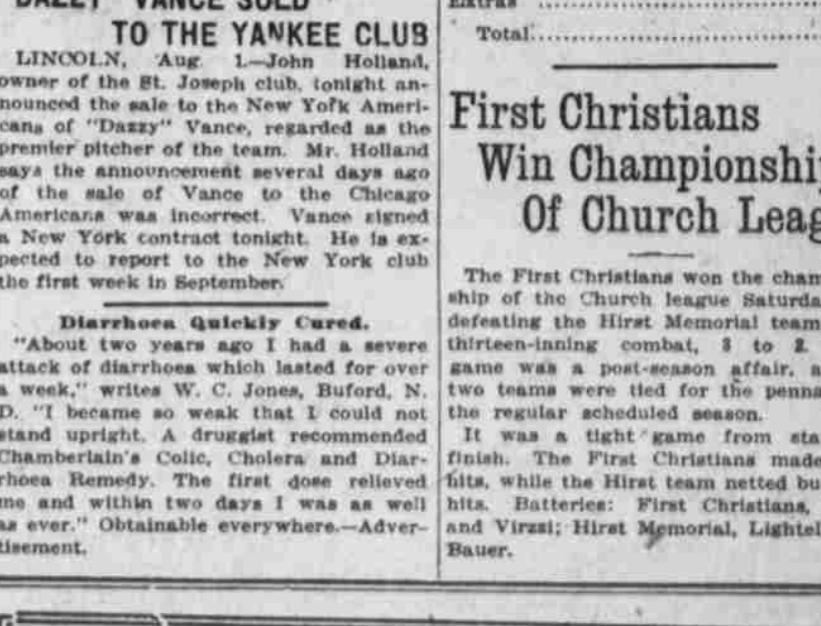 "DAZZY" VANCE SOLD
TO THE YANKEE CLUB
LINCOLN, Aug 1.—John Holland,
owner of the St. Joseph club, tonight an-
nounced the sale to the New York Ameri-
cans of "Dazzy" Vance, regarded as the
premier pitcher of the team. Mr. Holland
says the announcement several days ago
of the sale of Vance to the Chicago
Americans was incorrect. Vance signed
a New York contract tonight. He is ex-
pected to report to the New York club
the first week in September.
Diarrhoea Quickly Cured.
"About two years ago I had a severe
attack of diarrhoea which lasted for over
a week," writes W. C. Jones, Buford, N.
D. "I became so weak that I could not
stand upright. A druggist recommended
Chamberlain's Colic, Cholera and Diar-
rhoea Remedy. The first dose relieved
me and within two days I was as well
as ever." Obtainable everywhere.—Adver-
tisement.
Extras
Total
First Christians
Win Championshi
Of Church Leag
The First Christians won the cham
ship of the Church league Saturda
defeating the Hirst Memorial team
thirteen-inning combat, 3 to 2.
game was a post-season affair, a
two teams were tied for the penna
the regular scheduled season.
It was a tight game from sta
finish. The First Christians made
hits, while the Hirst team netted bu
hits. Batteries: First Christians,
and Virzsi; Hirst Memorial, Lightel
Bauer.